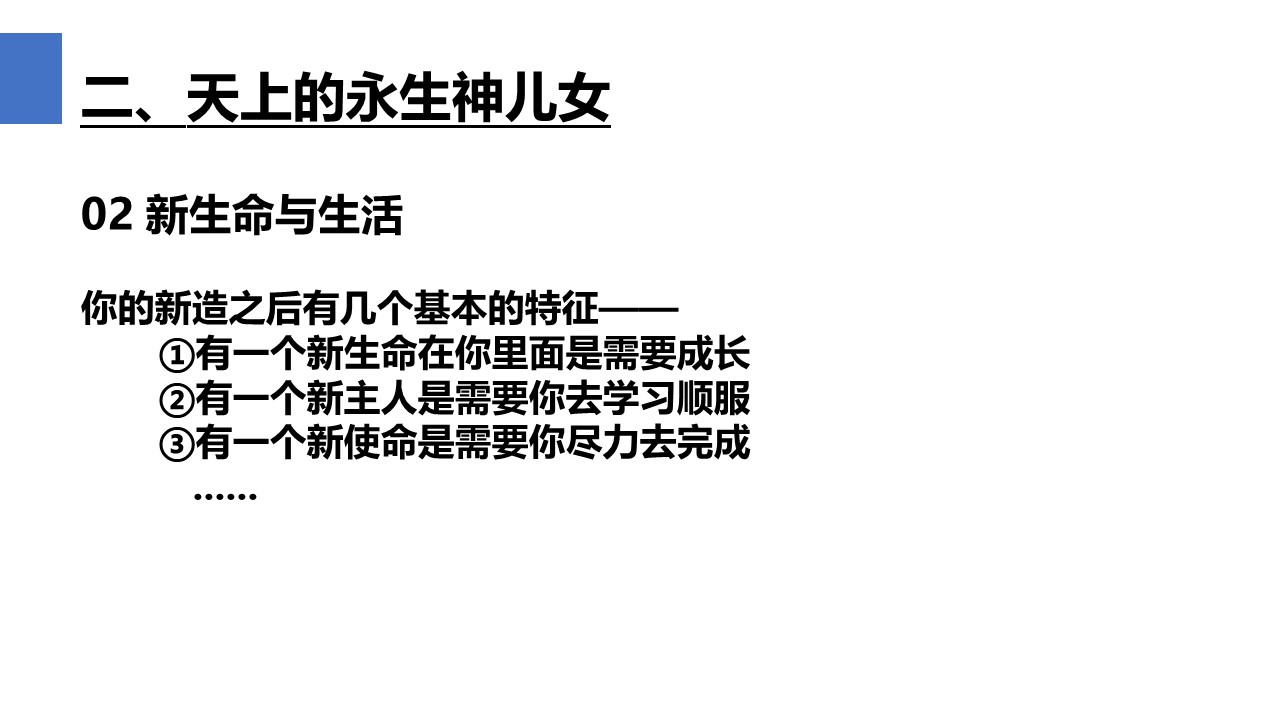 二、天上的永生神儿女
02 新生命与生活
你的新造之后有几个基本的特征——
①有一个新生命在你里面是需要成长
②有一个新主人是需要你去学习顺服
③有一个新使命是需要你尽力去完成
……